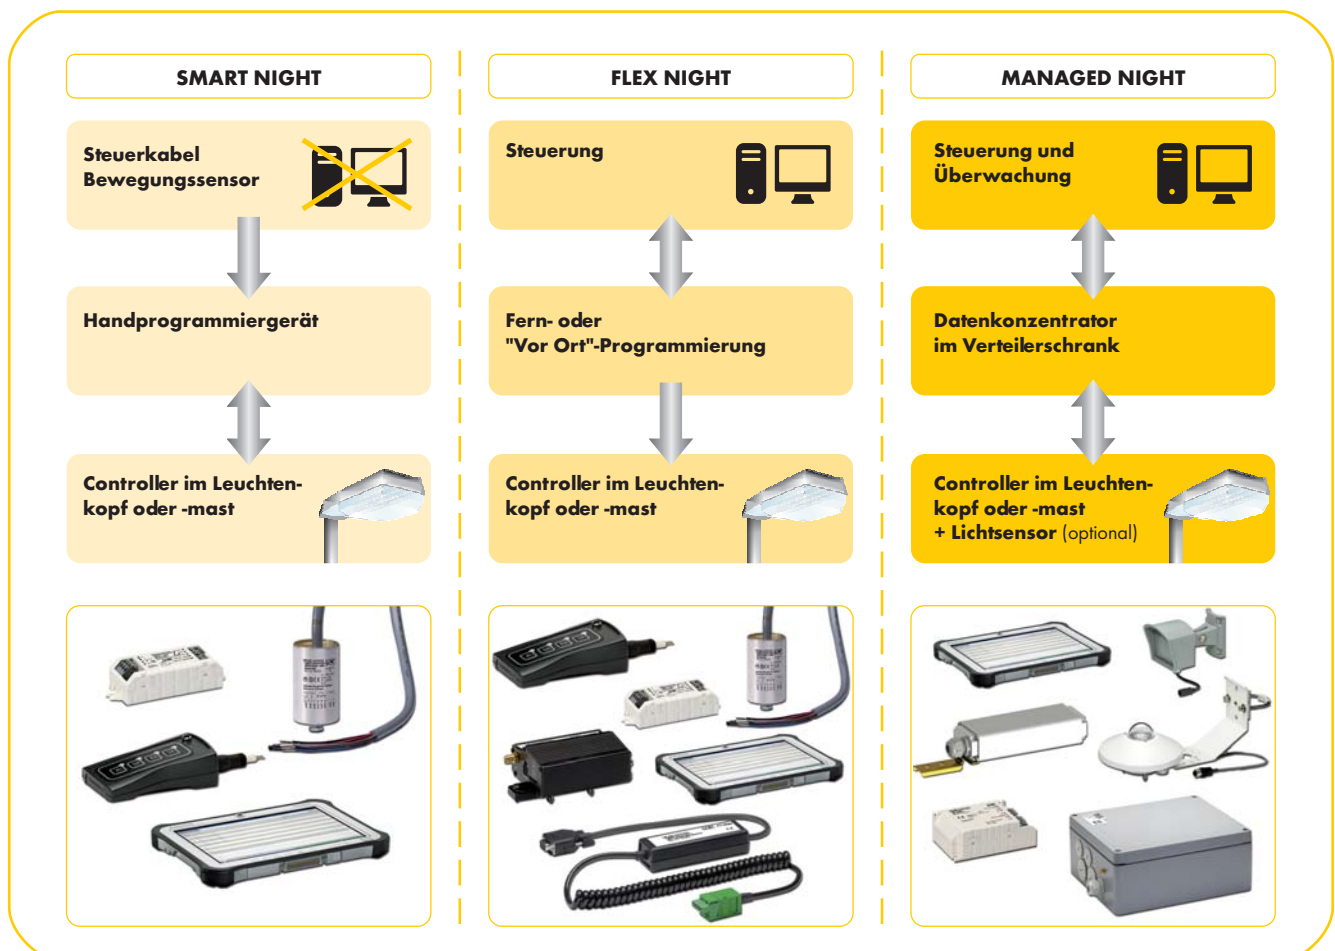 SMART NIGHT
Steuerkabel
Bewegungssensor
Handprogrammiergerät
Controller im Leuchten-
kopf oder -mast
FLEX NIGHT
Steuerung
Fern- oder
"Vor Ort"-Programmierung
Controller im Leuchten-
kopf oder -mast
MANAGED NIGHT
Steuerung und
Überwachung
Datenkonzentrator
im Verteilerschrank
Controller im Leuchten-
kopf oder -mast
+ Lichtsensor (optional)